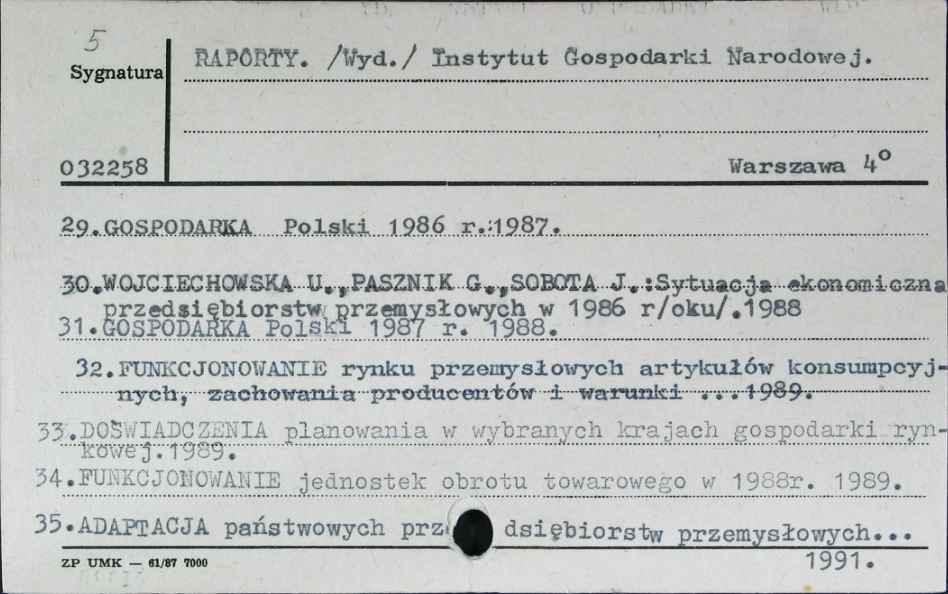 5
Sygnatura
RAPORTY. /Wyd./ Instytut Gospodarki Narodowej.
032258
Warszawa 4°
29.GOSPODARKA Polski 1986 r.:1987.
30.WOJCIECHOWSKA U.,PASZNIK G.,SOBOTA J.:Sytuacja ekonomiczna
przedsiębiorstw przemysłowych w 1986 r/oku/.1988
31.GOSPODARKA Polski 1987 r. 1988.
32.FUNKCJONOWANIE rynku przemysłowych artykułów konsumpcyj-
nych, zachowania producentów i warunki ...1989.
33.DOŚWIADCZENIA planowania w wybranych krajach gospodarki ryn-
kowej.1989.
34.FUNKCJONOWANIE jednostek obrotu towarowego w 1988r. 1989.
35.ADAPTACJA państwowych prz dsiębiorstw przemysłowych...
1991.
ZP UMK — 61/87 7000